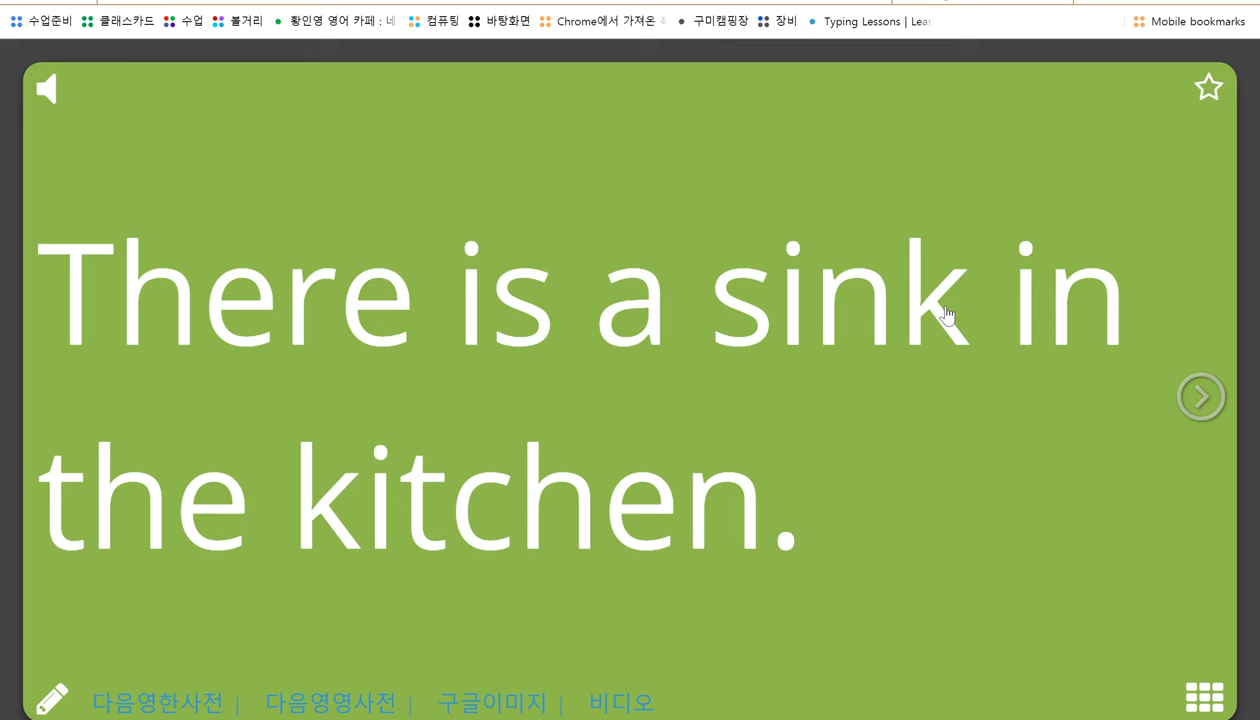 수업준비 클래스카드 수업 볼거리 황인영 영어 카페 : 네 컴퓨팅 바탕화면 Chrome에서 가져온 구미캠핑장 장비 Typing Lessons | Lear Mobile bookmarks
There is a sink in
the kitchen.
다음영한사전 | 다음영영사전 | 구글이미지 | 비디오